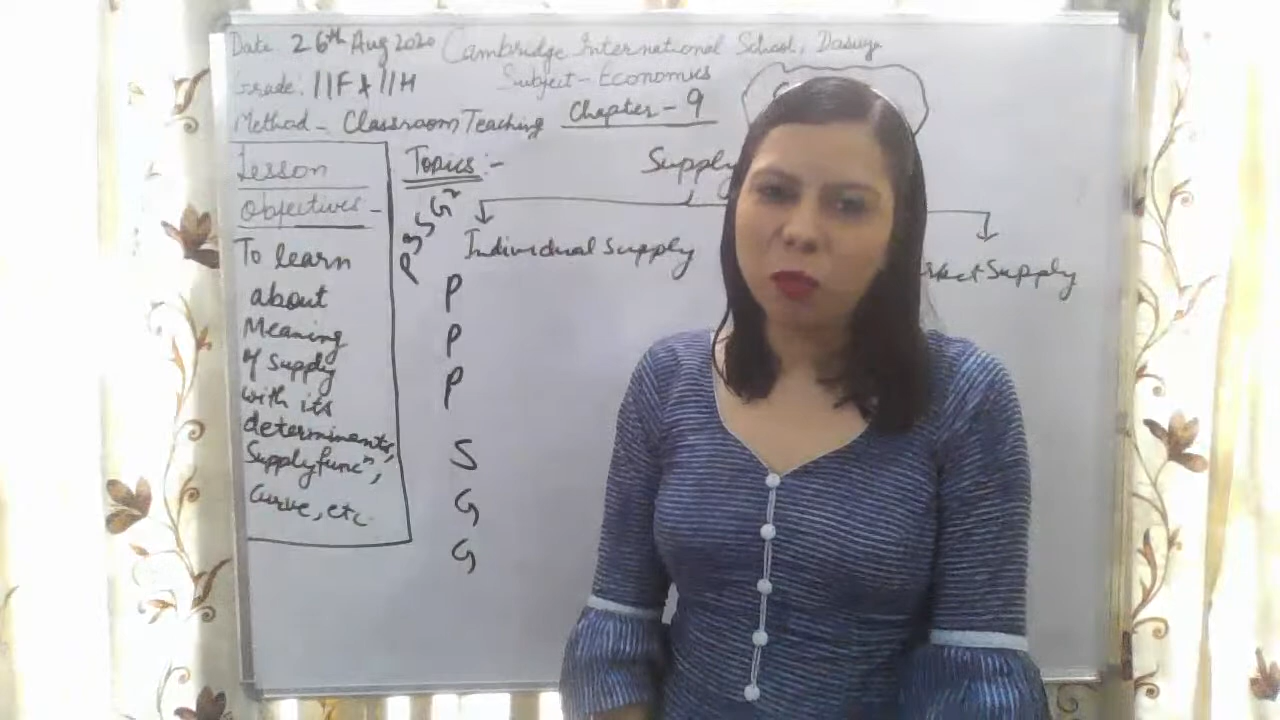 Date 26th Aug 2020 Cambridge International School, Dasuya
Grade: 11F & 11H Subject - Economics
Method - Classroom Teaching Chapter - 9
Lesson
Objectives -
To learn
about
Meaning
of supply
with its
determinants,
Supply funcⁿ,
Curve, etc.
Topics :-
Supply
Individual supply
rket Supply
P
P
P
S
G
G